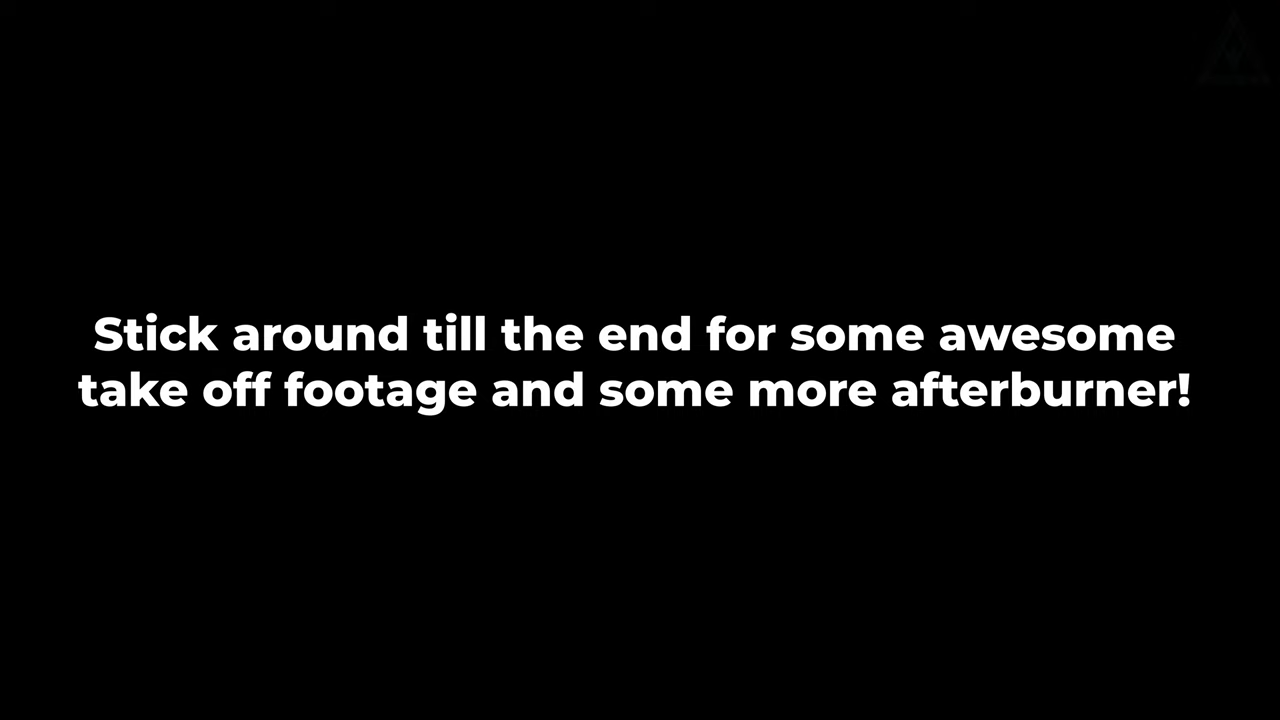 Stick around till the end for some awesome
take off footage and some more afterburner!